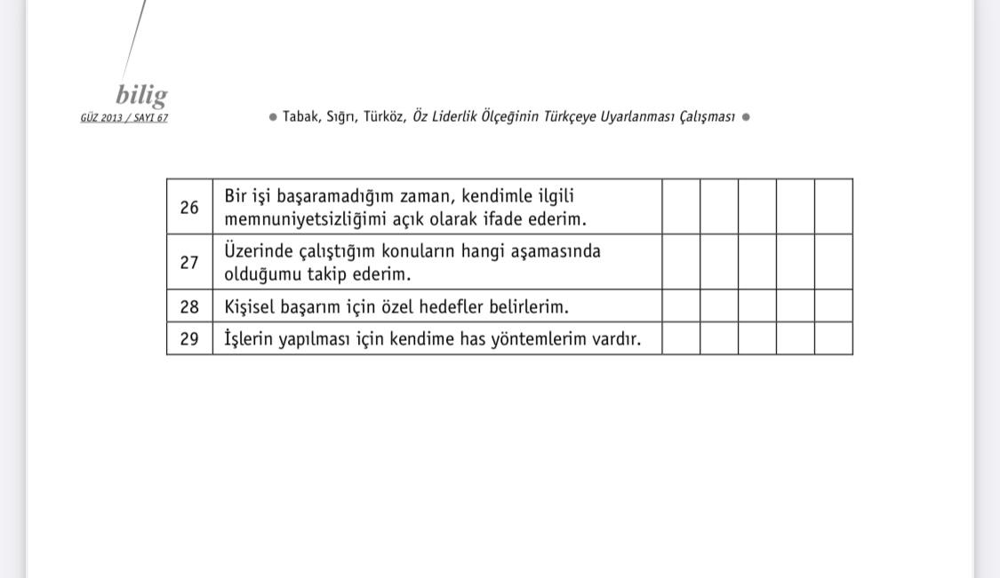 bilig
GÜZ 2013 / SAYI 67
● Tabak, Sığrı, Türköz, Öz Liderlik Ölçeğinin Türkçeye Uyarlanması Çalışması ●
26
Bir işi başaramadığım zaman, kendimle ilgili
memnuniyetsizliğimi açık olarak ifade ederim.
27
Üzerinde çalıştığım konuların hangi aşamasında
olduğumu takip ederim.
28 Kişisel başarım için özel hedefler belirlerim.
29 İşlerin yapılması için kendime has yöntemlerim vardır.